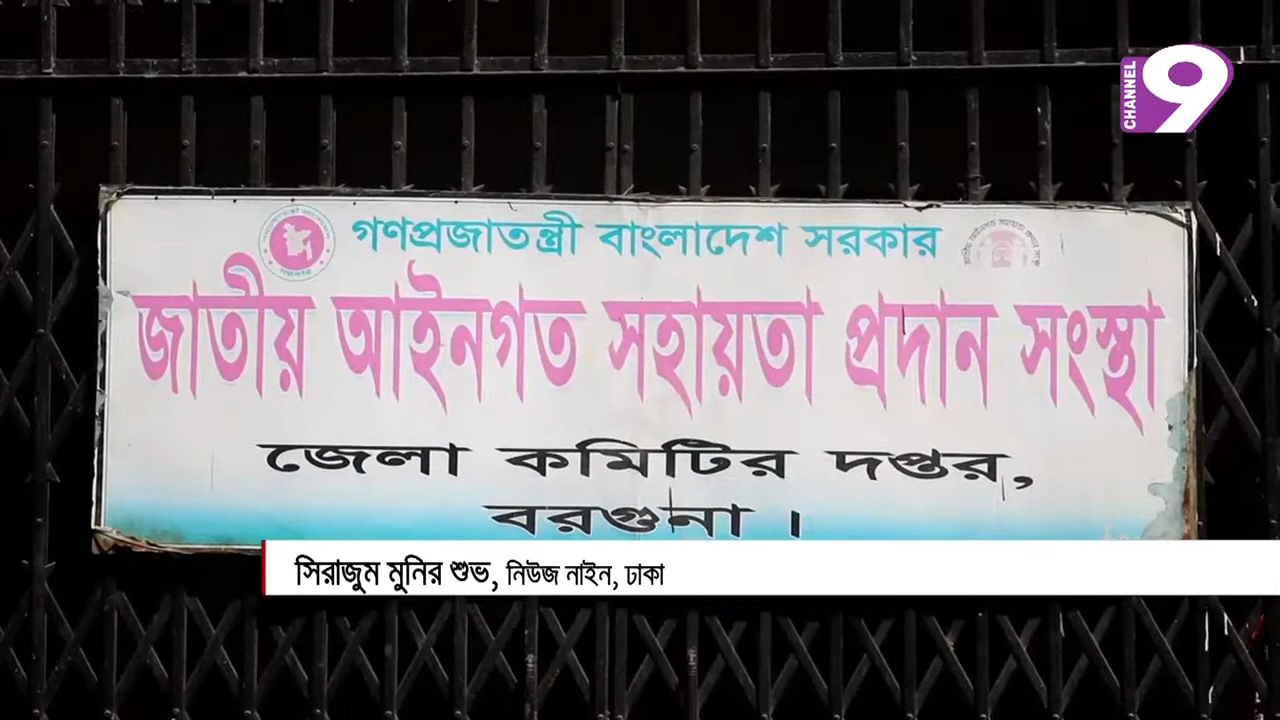 CHANNEL 9
গণপ্রজাতন্ত্রী বাংলাদেশ সরকার
জাতীয় আইনগত সহায়তা প্রদান সংস্থা
জেলা কমিটির দপ্তর,
বরগুনা ।
সিরাজুম মুনির শুভ, নিউজ নাইন, ঢাকা